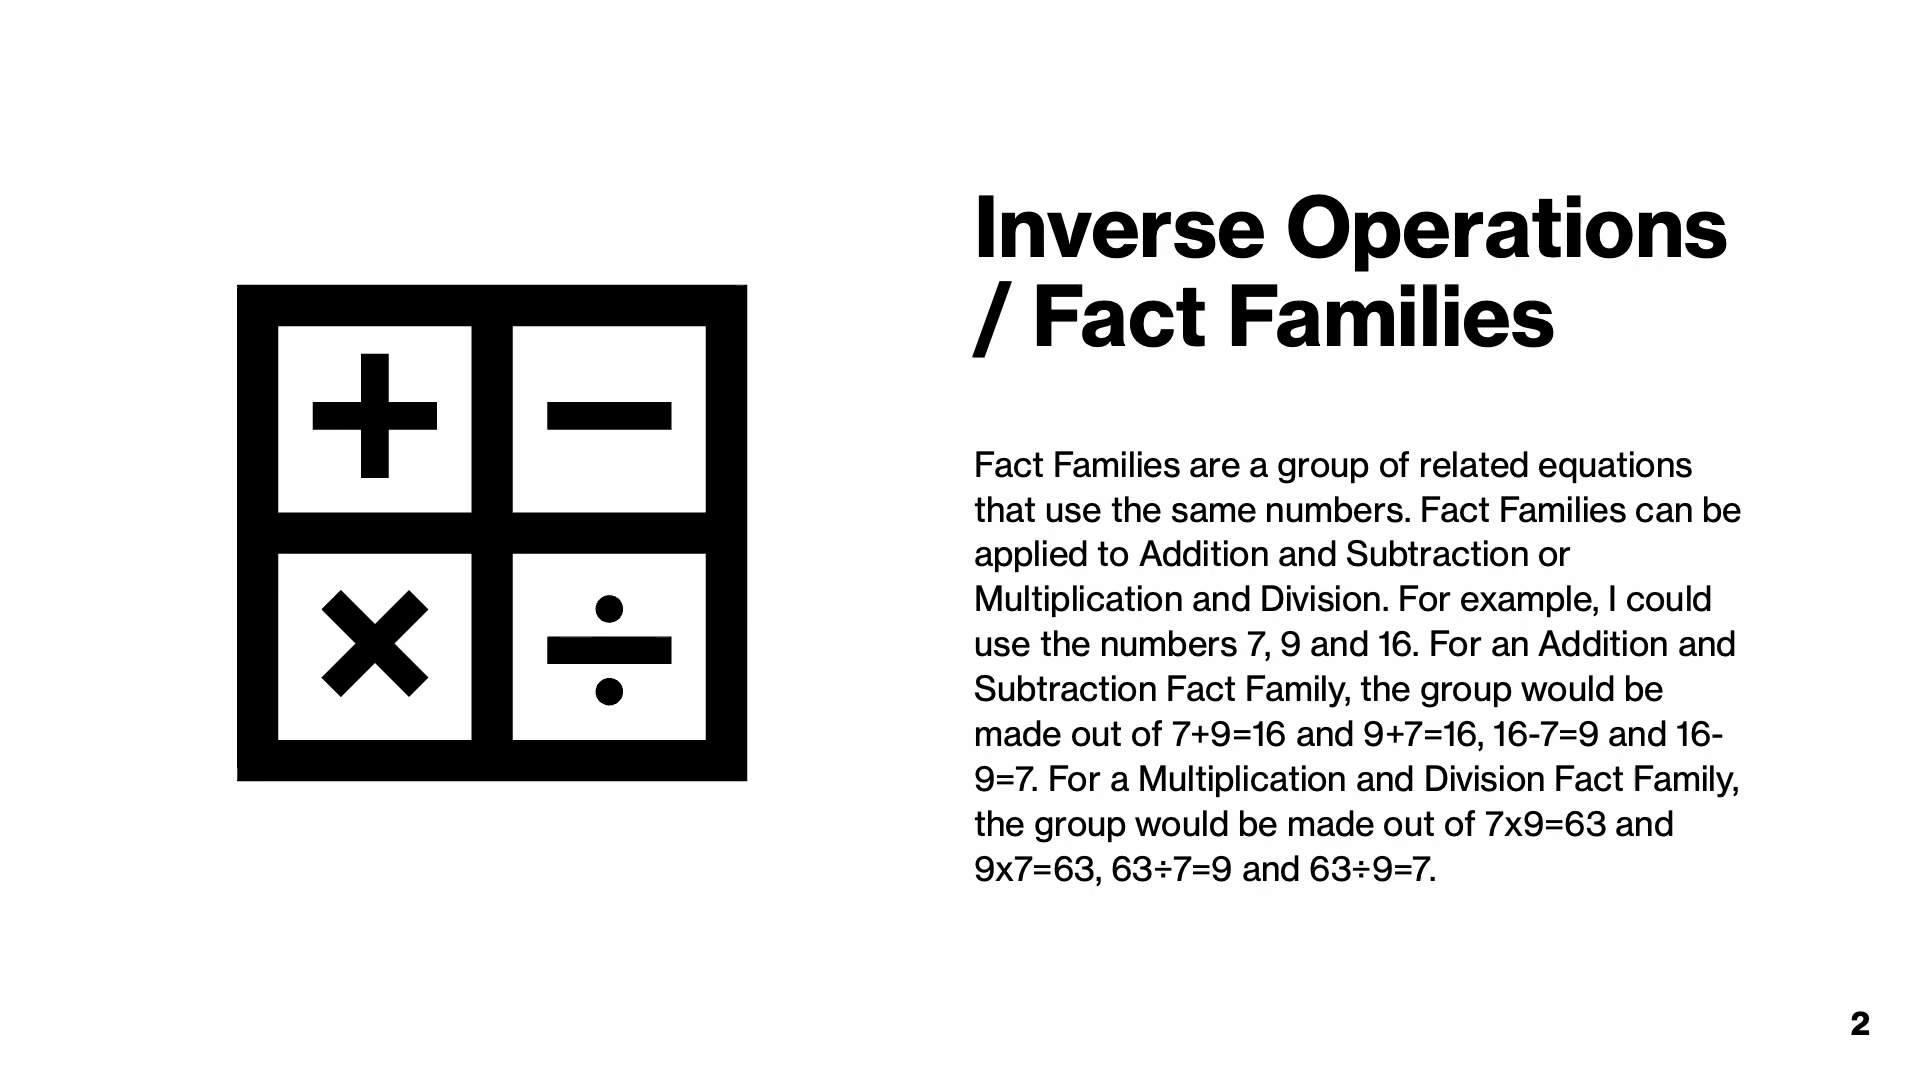 Inverse Operations
/ Fact Families
Fact Families are a group of related equations
that use the same numbers. Fact Families can be
applied to Addition and Subtraction or
Multiplication and Division. For example, I could
use the numbers 7, 9 and 16. For an Addition and
Subtraction Fact Family, the group would be
made out of 7+9=16 and 9+7=16, 16-7=9 and 16-
9=7. For a Multiplication and Division Fact Family,
the group would be made out of 7x9=63 and
9x7=63, 63÷7=9 and 63÷9=7.
+ −
× ÷
2